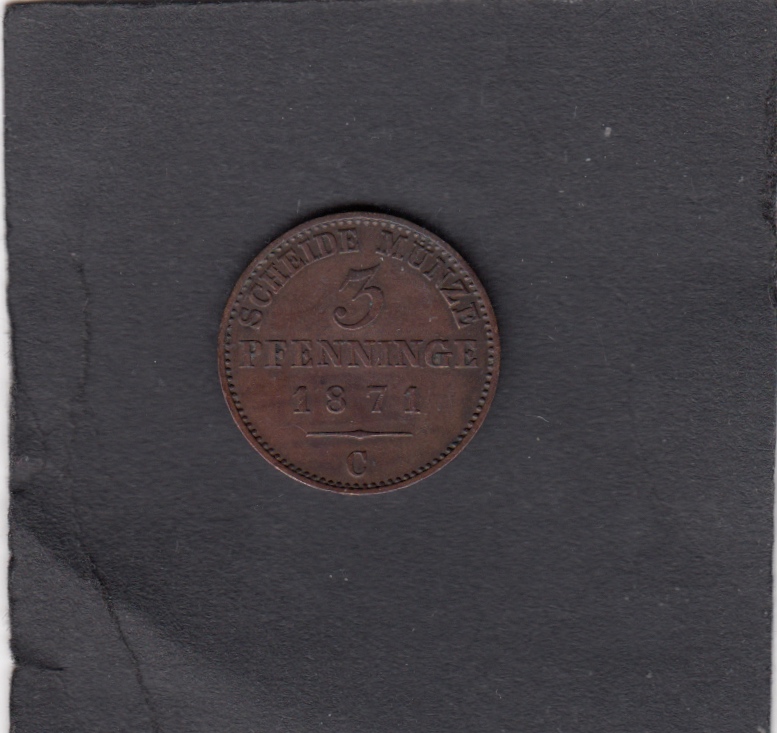 SCHEIDE MÜNZE
3
PFENNINGE
1871
C